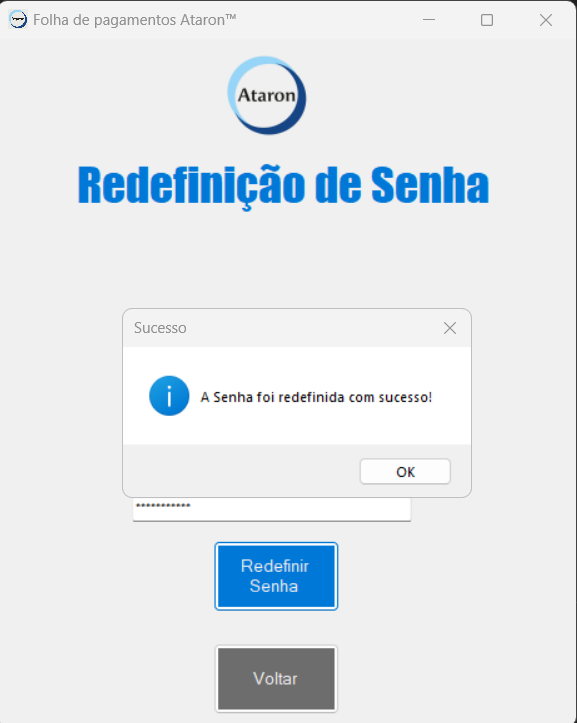 Folha de pagamentos Ataron™
Ataron
Redefinição de Senha
Sucesso
A Senha foi redefinida com sucesso!
OK
***********
Redefinir
Senha
Voltar